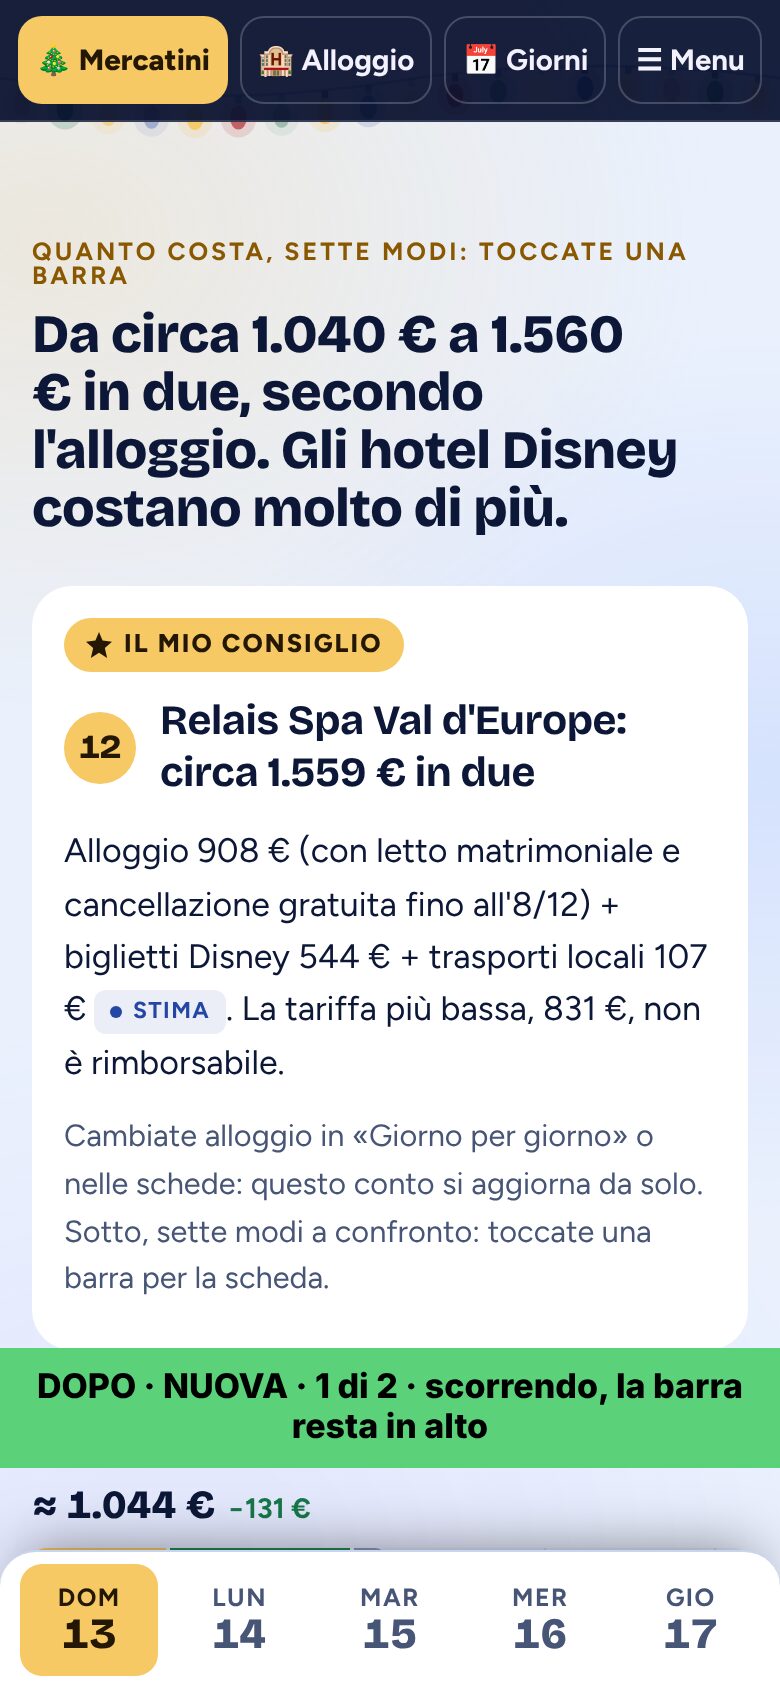 🎄 Mercatini 🏨 Alloggio 📅 Giorni ☰ Menu
QUANTO COSTA, SETTE MODI: TOCCATE UNA
BARRA
Da circa 1.040 € a 1.560
€ in due, secondo
l'alloggio. Gli hotel Disney
costano molto di più.
★ IL MIO CONSIGLIO
12
Relais Spa Val d'Europe:
circa 1.559 € in due
Alloggio 908 € (con letto matrimoniale e
cancellazione gratuita fino all'8/12) +
biglietti Disney 544 € + trasporti locali 107
€ • STIMA . La tariffa più bassa, 831 €, non
è rimborsabile.
Cambiate alloggio in «Giorno per giorno» o
nelle schede: questo conto si aggiorna da solo.
Sotto, sette modi a confronto: toccate una
barra per la scheda.
DOPO · NUOVA · 1 di 2 · scorrendo, la barra
resta in alto
≈ 1.044 € −131 €
DOM LUN MAR MER GIO
13 14 15 16 17